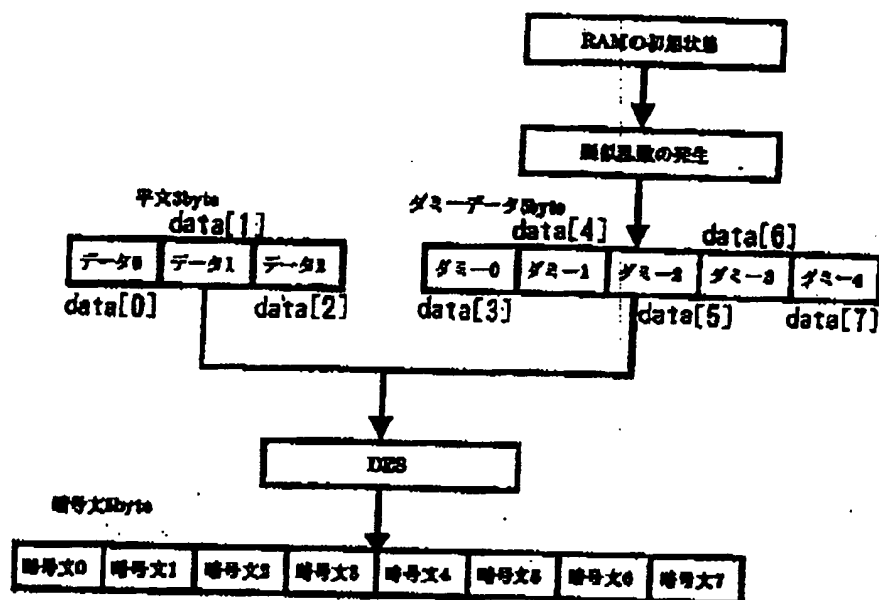 RAMの初期状態
疑似乱数の発生
平文3byte
ダミーデータ5byte
data[1]
data[4]
data[6]
データ0 データ1 データ2
ダミー0 ダミー1 ダミー2 ダミー3 ダミー4
data[0]
data[2]
data[3]
data[5]
data[7]
DES
暗号文8byte
暗号文0 暗号文1 暗号文2 暗号文3 暗号文4 暗号文5 暗号文6 暗号文7